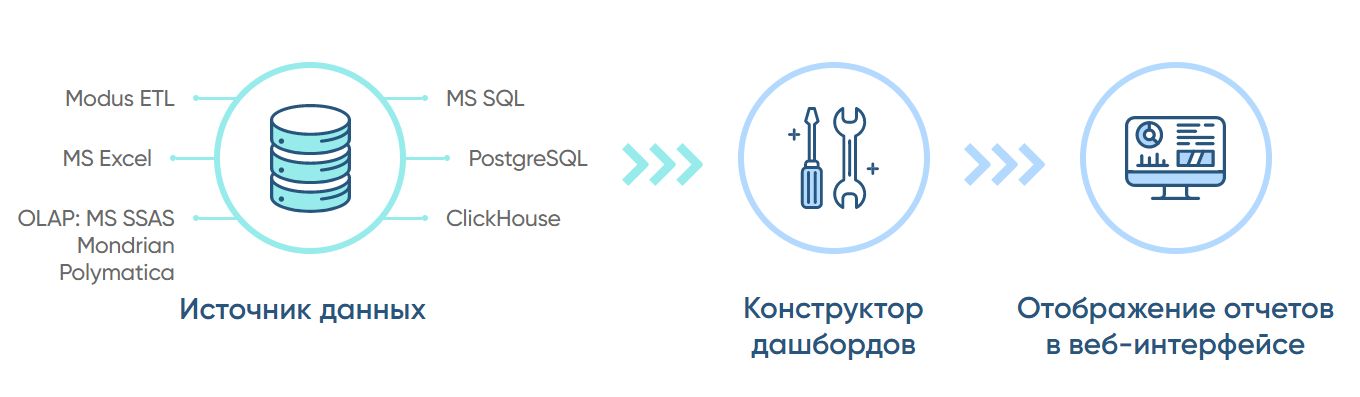 Modus ETL
MS Excel
OLAP: MS SSAS
Mondrian
Polymatica
MS SQL
PostgreSQL
ClickHouse
Источник данных
Конструктор
дашбордов
Отображение отчетов
в веб-интерфейсе